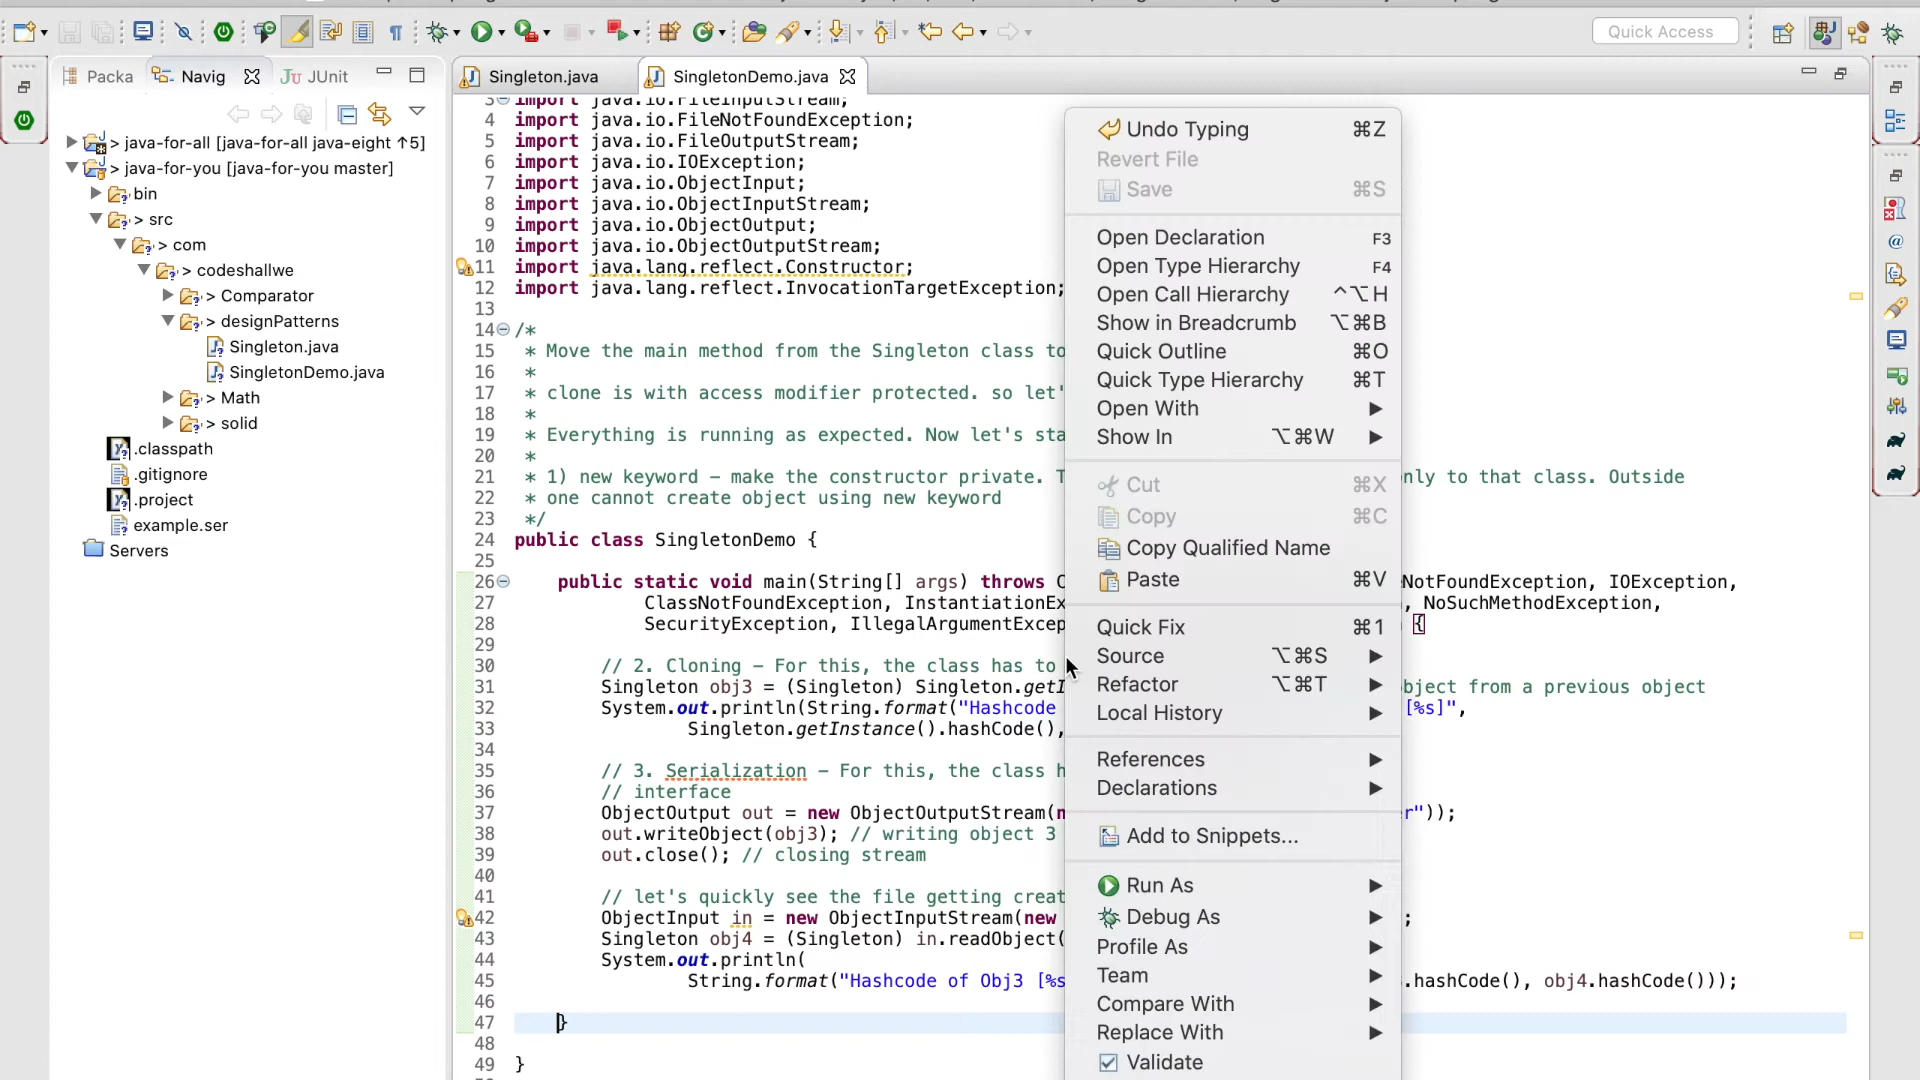 Quick Access
Packa
Navig
JUnit
Singleton.java
SingletonDemo.java
> java-for-all [java-for-all java-eight ↑5]
> java-for-you [java-for-you master]
bin
> src
> com
> codeshallwe
> Comparator
> designPatterns
Singleton.java
SingletonDemo.java
> Math
> solid
.classpath
.gitignore
.project
example.ser
Servers
3 import java.io.FileInputStream;
4 import java.io.FileNotFoundException;
5 import java.io.FileOutputStream;
6 import java.io.IOException;
7 import java.io.ObjectInput;
8 import java.io.ObjectInputStream;
9 import java.io.ObjectOutput;
10 import java.io.ObjectOutputStream;
11 import java.lang.reflect.Constructor;
12 import java.lang.reflect.InvocationTargetException;
13
14 /*
15 * Move the main method from the Singleton class to
16 *
17 * clone is with access modifier protected. so let'
18 *
19 * Everything is running as expected. Now let's sta
20 *
21 * 1) new keyword – make the constructor private. T nly to that class. Outside
22 * one cannot create object using new keyword
23 */
24 public class SingletonDemo {
25
26 public static void main(String[] args) throws C NotFoundException, IOException,
27 ClassNotFoundException, InstantiationEx , NoSuchMethodException,
28 SecurityException, IllegalArgumentExcep {
29
30 // 2. Cloning – For this, the class has to
31 Singleton obj3 = (Singleton) Singleton.getI bject from a previous object
32 System.out.println(String.format("Hashcode [%s]",
33 Singleton.getInstance().hashCode(),
34
35 // 3. Serialization – For this, the class h
36 // interface
37 ObjectOutput out = new ObjectOutputStream(n r"));
38 out.writeObject(obj3); // writing object 3
39 out.close(); // closing stream
40
41 // let's quickly see the file getting creat
42 ObjectInput in = new ObjectInputStream(new ;
43 Singleton obj4 = (Singleton) in.readObject(
44 System.out.println(
45 String.format("Hashcode of Obj3 [%s .hashCode(), obj4.hashCode()));
46
47 }
48
49 }
Undo Typing ⌘Z
Revert File
Save ⌘S
Open Declaration F3
Open Type Hierarchy F4
Open Call Hierarchy ^⌥H
Show in Breadcrumb ⌥⌘B
Quick Outline ⌘O
Quick Type Hierarchy ⌘T
Open With
Show In ⌥⌘W
Cut ⌘X
Copy ⌘C
Copy Qualified Name
Paste ⌘V
Quick Fix ⌘1
Source ⌥⌘S
Refactor ⌥⌘T
Local History
References
Declarations
Add to Snippets...
Run As
Debug As
Profile As
Team
Compare With
Replace With
Validate